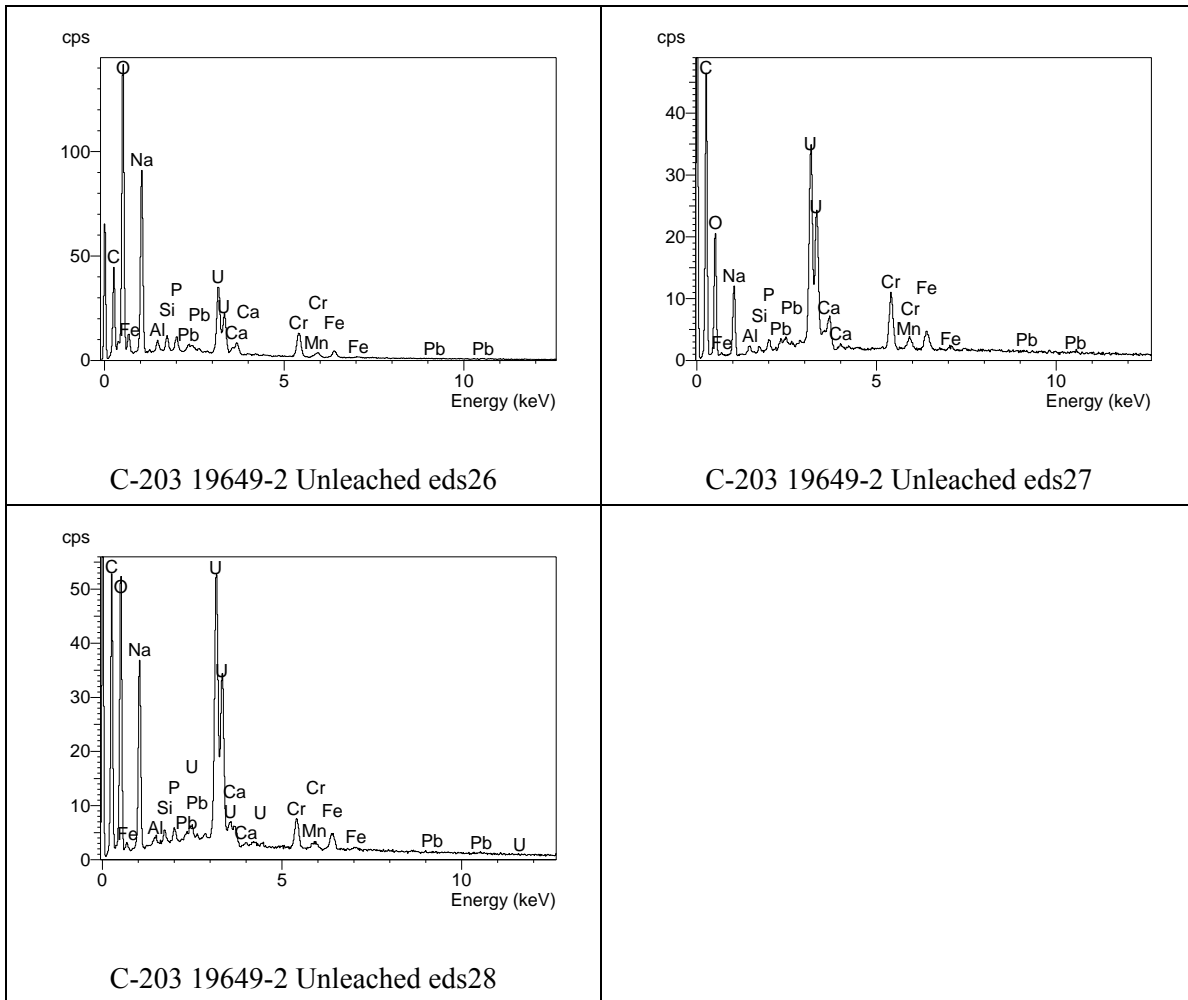 cps
O
Na
100
C
P
U
50
Cr
Si
Pb
U
Ca
Fe
Al
Pb
Ca
Cr
Fe
Mn
Fe
Pb
Pb
0
0
5
10
Energy (keV)
C-203 19649-2 Unleached eds26
cps
C
40
U
30
O
U
20
Na
P
Cr
Fe
10
Si
Pb
Ca
Cr
Fe
Al
Pb
Ca
Mn
Fe
Pb
Pb
0
0
5
10
Energy (keV)
C-203 19649-2 Unleached eds27
cps
C
O
U
50
Na
40
U
30
20
U
P
Ca
Cr
10
Si
Pb
U
U
Cr
Fe
Fe
Al
Pb
Ca
Mn
Fe
Pb
Pb
U
0
0
5
10
Energy (keV)
C-203 19649-2 Unleached eds28